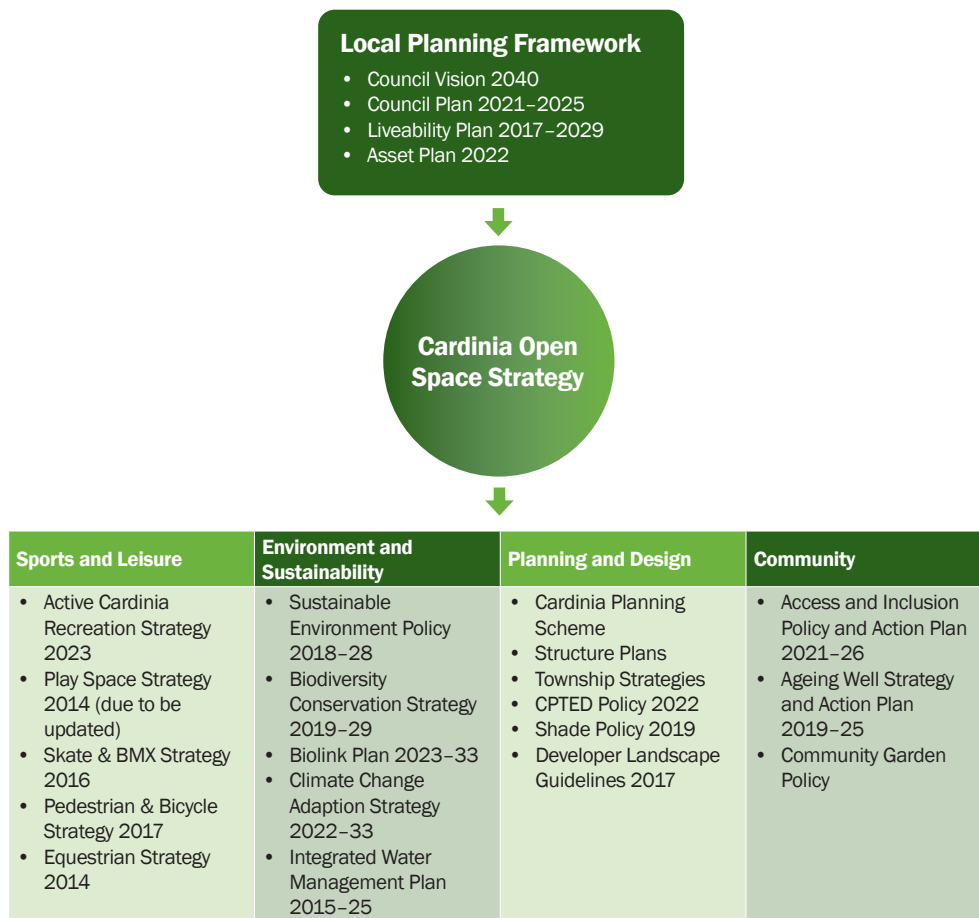 Local Planning Framework
• Council Vision 2040
• Council Plan 2021–2025
• Liveability Plan 2017–2029
• Asset Plan 2022
Cardinia Open
Space Strategy
Sports and Leisure
• Active Cardinia
Recreation Strategy
2023
• Play Space Strategy
2014 (due to be
updated)
• Skate & BMX Strategy
2016
• Pedestrian & Bicycle
Strategy 2017
• Equestrian Strategy
2014
Environment and
Sustainability
• Sustainable
Environment Policy
2018–28
• Biodiversity
Conservation Strategy
2019–29
• Biolink Plan 2023–33
• Climate Change
Adaption Strategy
2022–33
• Integrated Water
Management Plan
2015–25
Planning and Design
• Cardinia Planning
Scheme
• Structure Plans
• Township Strategies
• CPTED Policy 2022
• Shade Policy 2019
• Developer Landscape
Guidelines 2017
Community
• Access and Inclusion
Policy and Action Plan
2021–26
• Ageing Well Strategy
and Action Plan
2019–25
• Community Garden
Policy